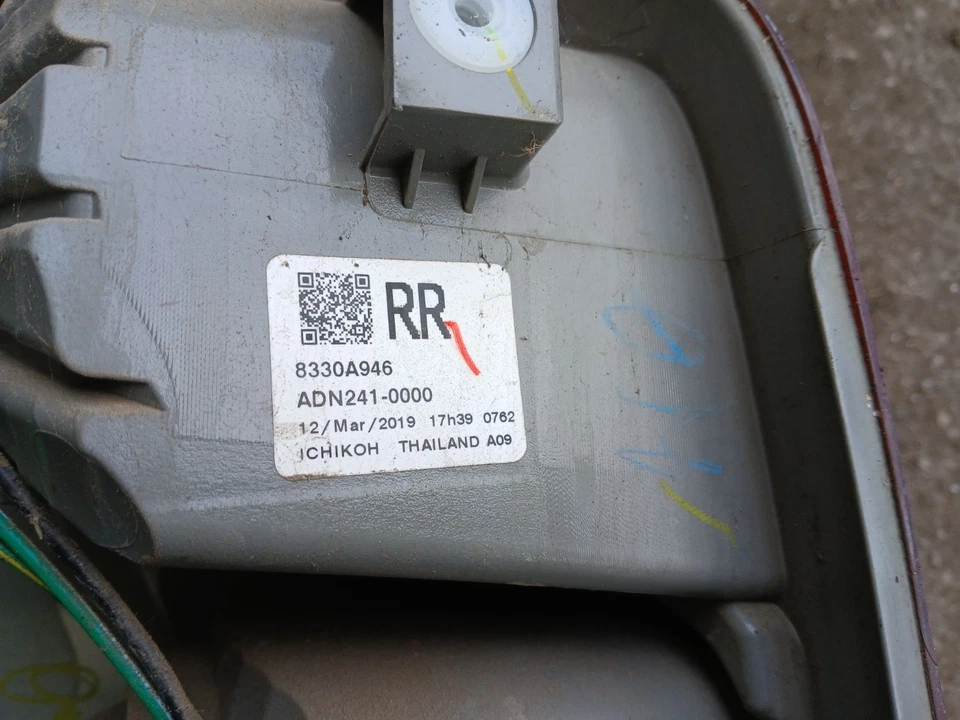 RR
8330A946
ADN241-0000
12/Mar/2019 17h39 0762
ICHIKOH THAILAND A09